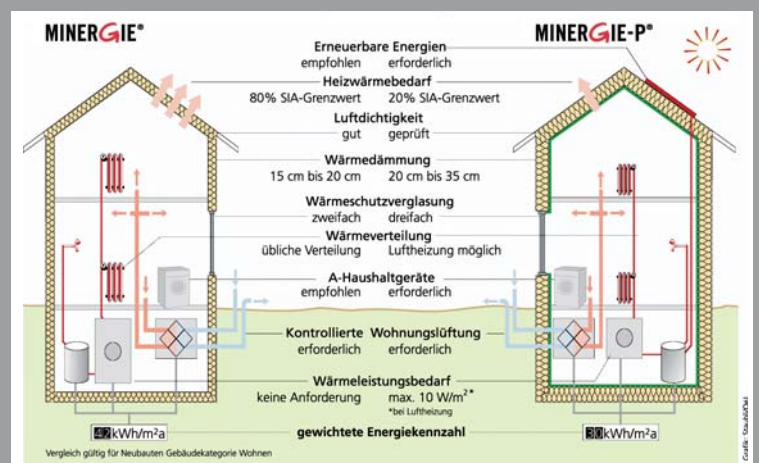 MINERGIE® MINERGIE-P®
Erneuerbare Energien
empfohlen erforderlich
Heizwärmebedarf
80% SIA-Grenzwert 20% SIA-Grenzwert
Luftdichtigkeit
gut geprüft
Wärmedämmung
15 cm bis 20 cm 20 cm bis 35 cm
Wärmeschutzverglasung
zweifach dreifach
Wärmeverteilung
übliche Verteilung Luftheizung möglich
A-Haushaltgeräte
empfohlen erforderlich
Kontrollierte Wohnungslüftung
erforderlich erforderlich
Wärmeleistungsbedarf
keine Anforderung max. 10 W/m²*
*bei Luftheizung
42 kWh/m²a gewichtete Energiekennzahl 30 kWh/m²a
Vergleich gültig für Neubauten Gebäudekategorie Wohnen
Grafik: